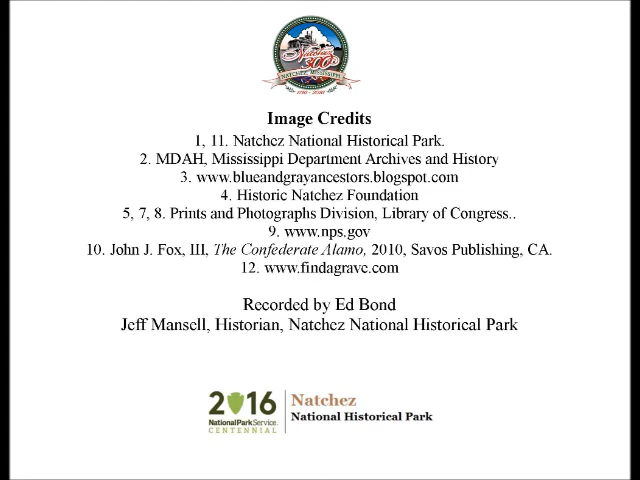 Natchez
300
NATCHEZ, MISSISSIPPI
1716 - 2016
Image Credits
1, 11. Natchez National Historical Park.
2. MDAH, Mississippi Department Archives and History
3. www.blueandgrayancestors.blogspot.com
4. Historic Natchez Foundation
5, 7, 8. Prints and Photographs Division, Library of Congress..
9. www.nps.gov
10. John J. Fox, III, The Confederate Alamo, 2010, Savos Publishing, CA.
12. www.findagrave.com
Recorded by Ed Bond
Jeff Mansell, Historian, Natchez National Historical Park
2016
National Park Service
CENTENNIAL
Natchez
National Historical Park